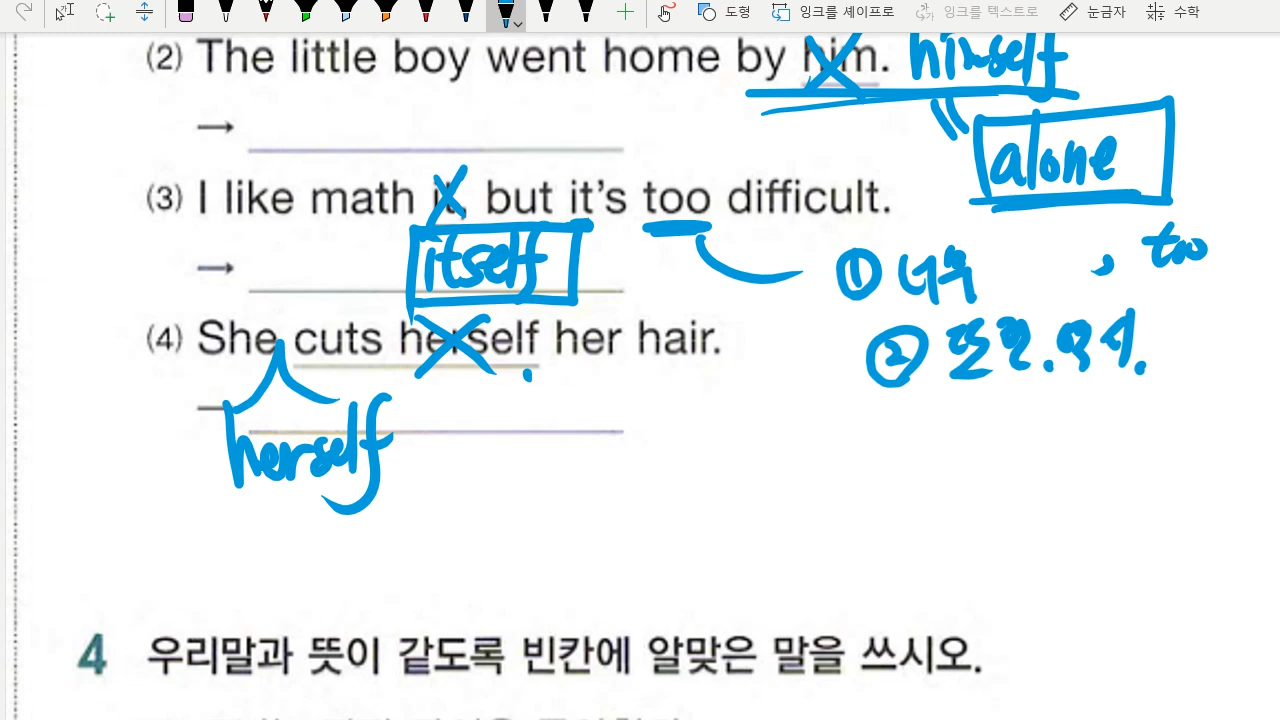 도형 잉크를 셰이프로 잉크를 텍스트로 눈금자 수학
(2) The little boy went home by him. himself
→
alone
(3) I like math it, but it's too difficult.
→ itself
① 너무 , too
② 또한. 역시.
(4) She cuts herself her hair.
→
herself
4 우리말과 뜻이 같도록 빈칸에 알맞은 말을 쓰시오.